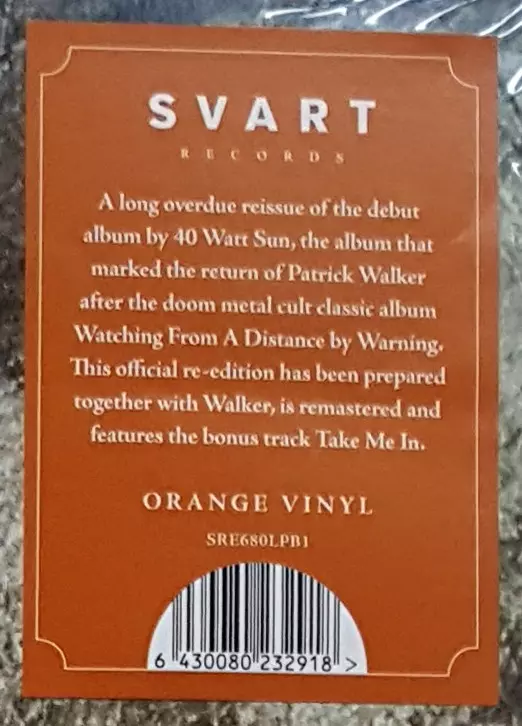 SVART
RECORDS
A long overdue reissue of the debut
album by 40 Watt Sun, the album that
marked the return of Patrick Walker
after the doom metal cult classic album
Watching From A Distance by Warning.
This official re-edition has been prepared
together with Walker, is remastered and
features the bonus track Take Me In.
ORANGE VINYL
SRE680LPB1
6 430080 232918 >